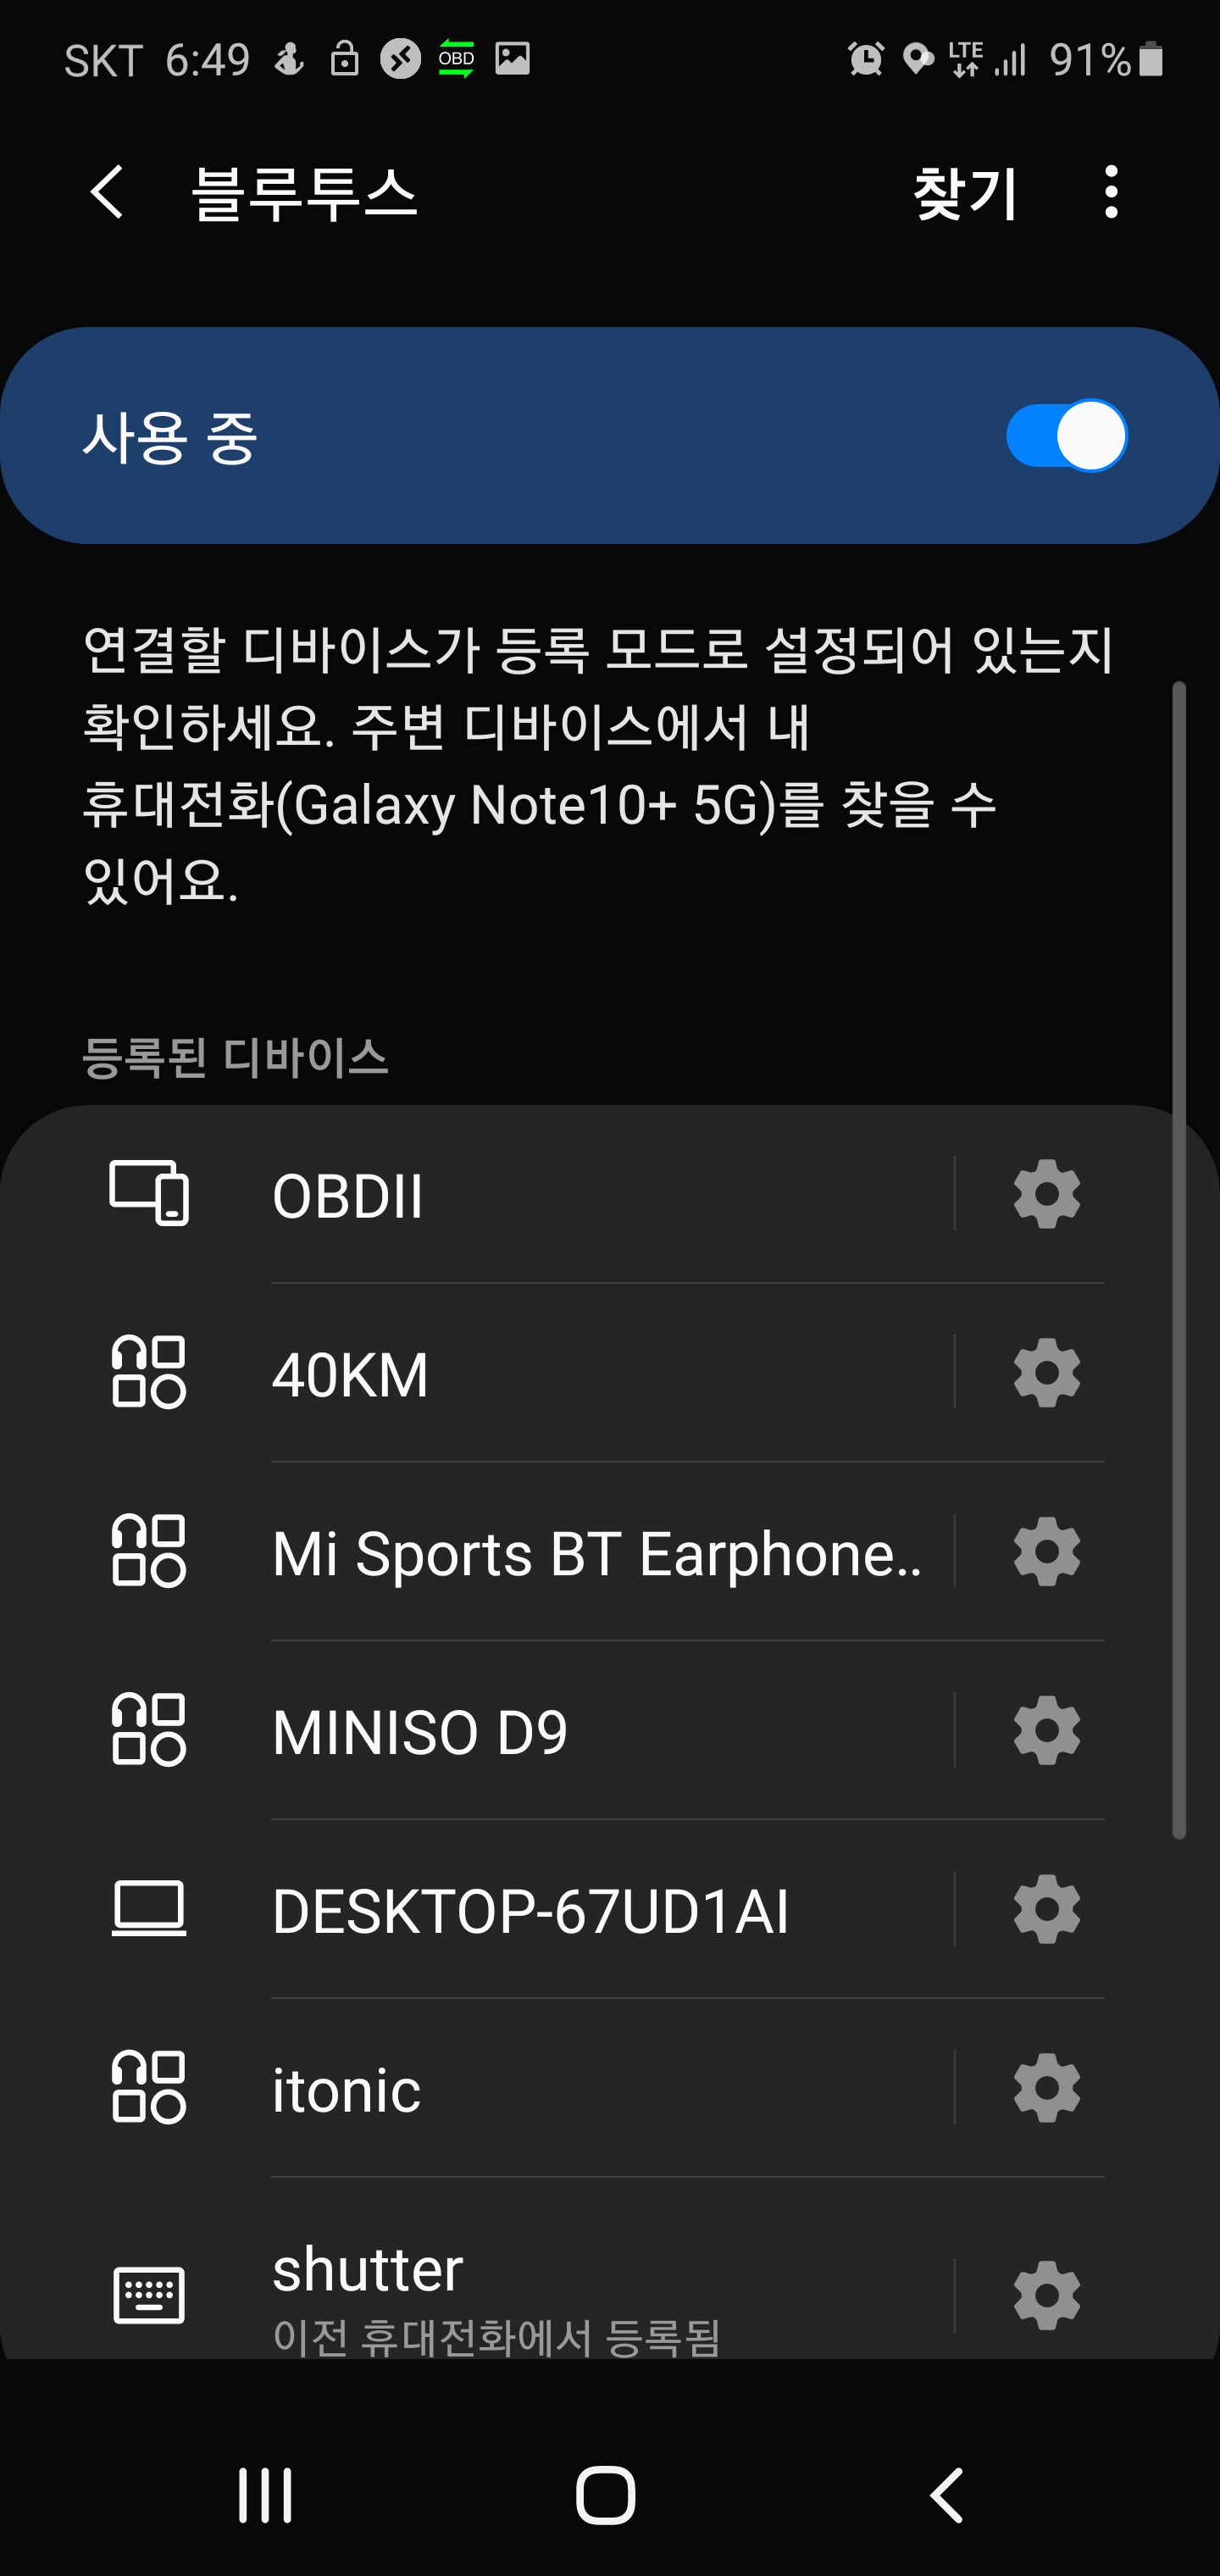 SKT 6:49 OBD LTE 91%
블루투스 찾기
사용 중
연결할 디바이스가 등록 모드로 설정되어 있는지
확인하세요. 주변 디바이스에서 내
휴대전화(Galaxy Note10+ 5G)를 찾을 수
있어요.
등록된 디바이스
OBDII
40KM
Mi Sports BT Earphone..
MINISO D9
DESKTOP-67UD1AI
itonic
shutter
이전 휴대전화에서 등록됨